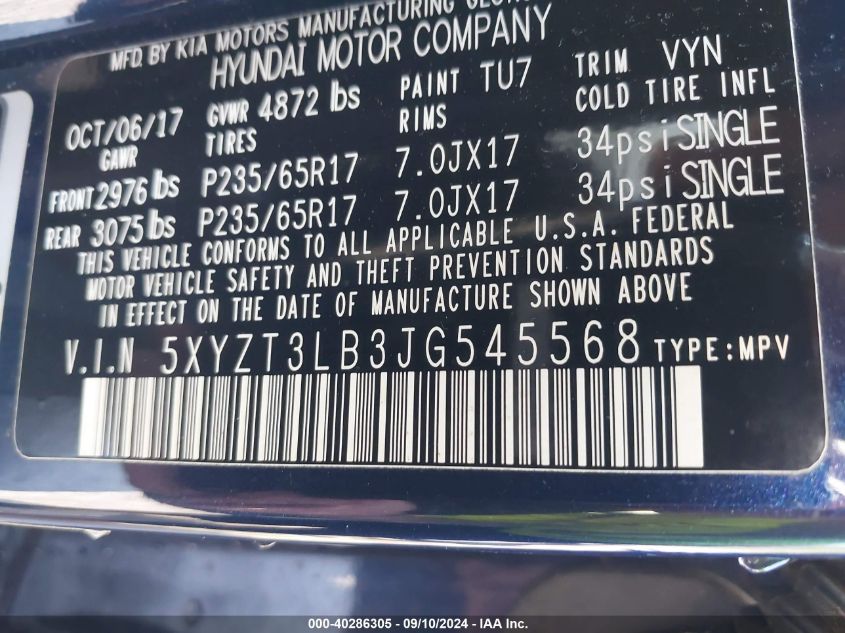 MFD. BY KIA MOTORS MANUFACTURING
HYUNDAI MOTOR COMPANY
OCT/06/17 GVWR 4872 lbs PAINT TU7 TRIM VYN
GAWR TIRES RIMS COLD TIRE INFL
FRONT 2976 lbs P235/65R17 7.0JX17 34psi SINGLE
REAR 3075 lbs P235/65R17 7.0JX17 34psi SINGLE
THIS VEHICLE CONFORMS TO ALL APPLICABLE U.S.A. FEDERAL
MOTOR VEHICLE SAFETY AND THEFT PREVENTION STANDARDS
IN EFFECT ON THE DATE OF MANUFACTURE SHOWN ABOVE
V.I.N 5XYZT3LB3JG545568 TYPE:MPV
000-40286305 - 09/10/2024 - IAA Inc.